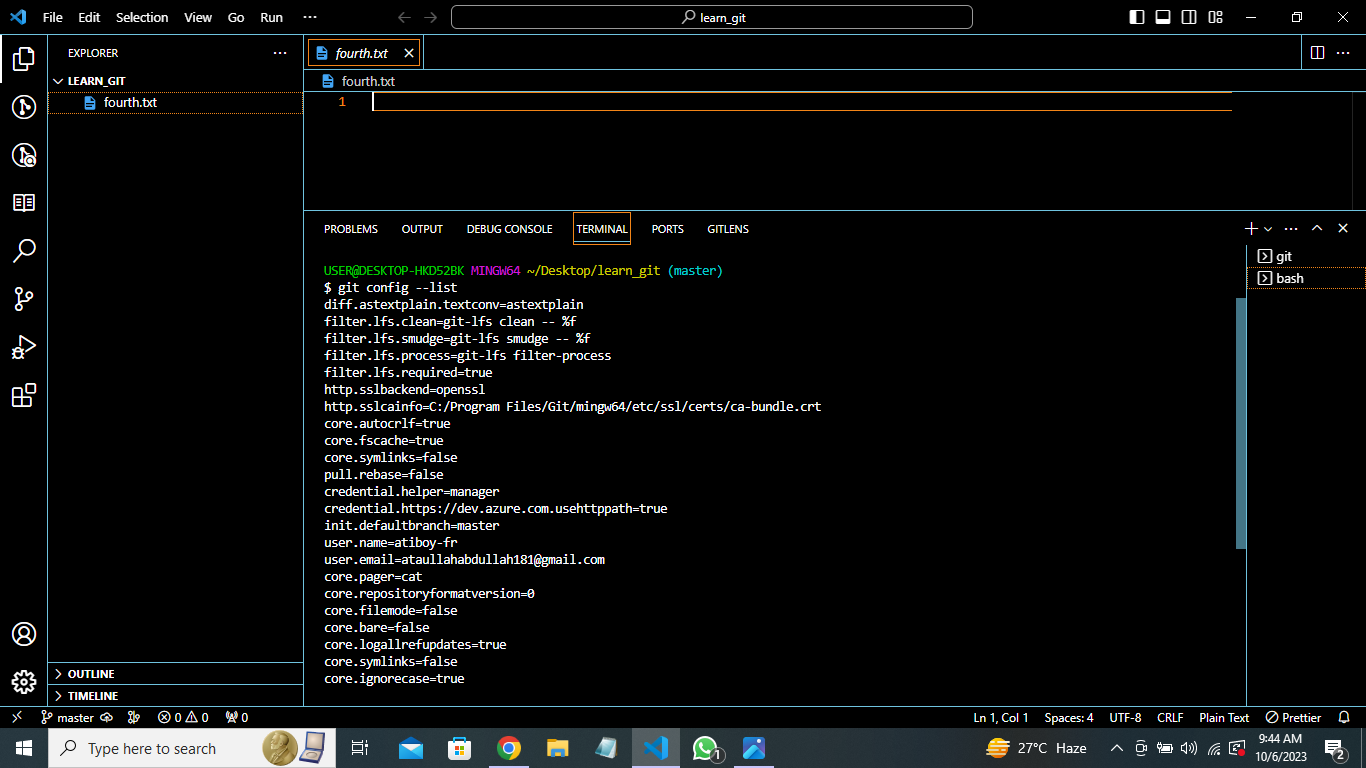 File Edit Selection View Go Run ···
learn_git
EXPLORER ···
LEARN_GIT
fourth.txt
fourth.txt
fourth.txt
1
PROBLEMS OUTPUT DEBUG CONSOLE TERMINAL PORTS GITLENS
git
bash
USER@DESKTOP-HKD52BK MINGW64 ~/Desktop/learn_git (master)
$ git config --list
diff.astextplain.textconv=astextplain
filter.lfs.clean=git-lfs clean -- %f
filter.lfs.smudge=git-lfs smudge -- %f
filter.lfs.process=git-lfs filter-process
filter.lfs.required=true
http.sslbackend=openssl
http.sslcainfo=C:/Program Files/Git/mingw64/etc/ssl/certs/ca-bundle.crt
core.autocrlf=true
core.fscache=true
core.symlinks=false
pull.rebase=false
credential.helper=manager
credential.https://dev.azure.com.usehttppath=true
init.defaultbranch=master
user.name=atiboy-fr
user.email=ataullahabdullah181@gmail.com
core.pager=cat
core.repositoryformatversion=0
core.filemode=false
core.bare=false
core.logallrefupdates=true
core.symlinks=false
core.ignorecase=true
OUTLINE
TIMELINE
master 0 0 0 Ln 1, Col 1 Spaces: 4 UTF-8 CRLF Plain Text Prettier
Type here to search 1 27°C Haze 9:44 AM
10/6/2023 2